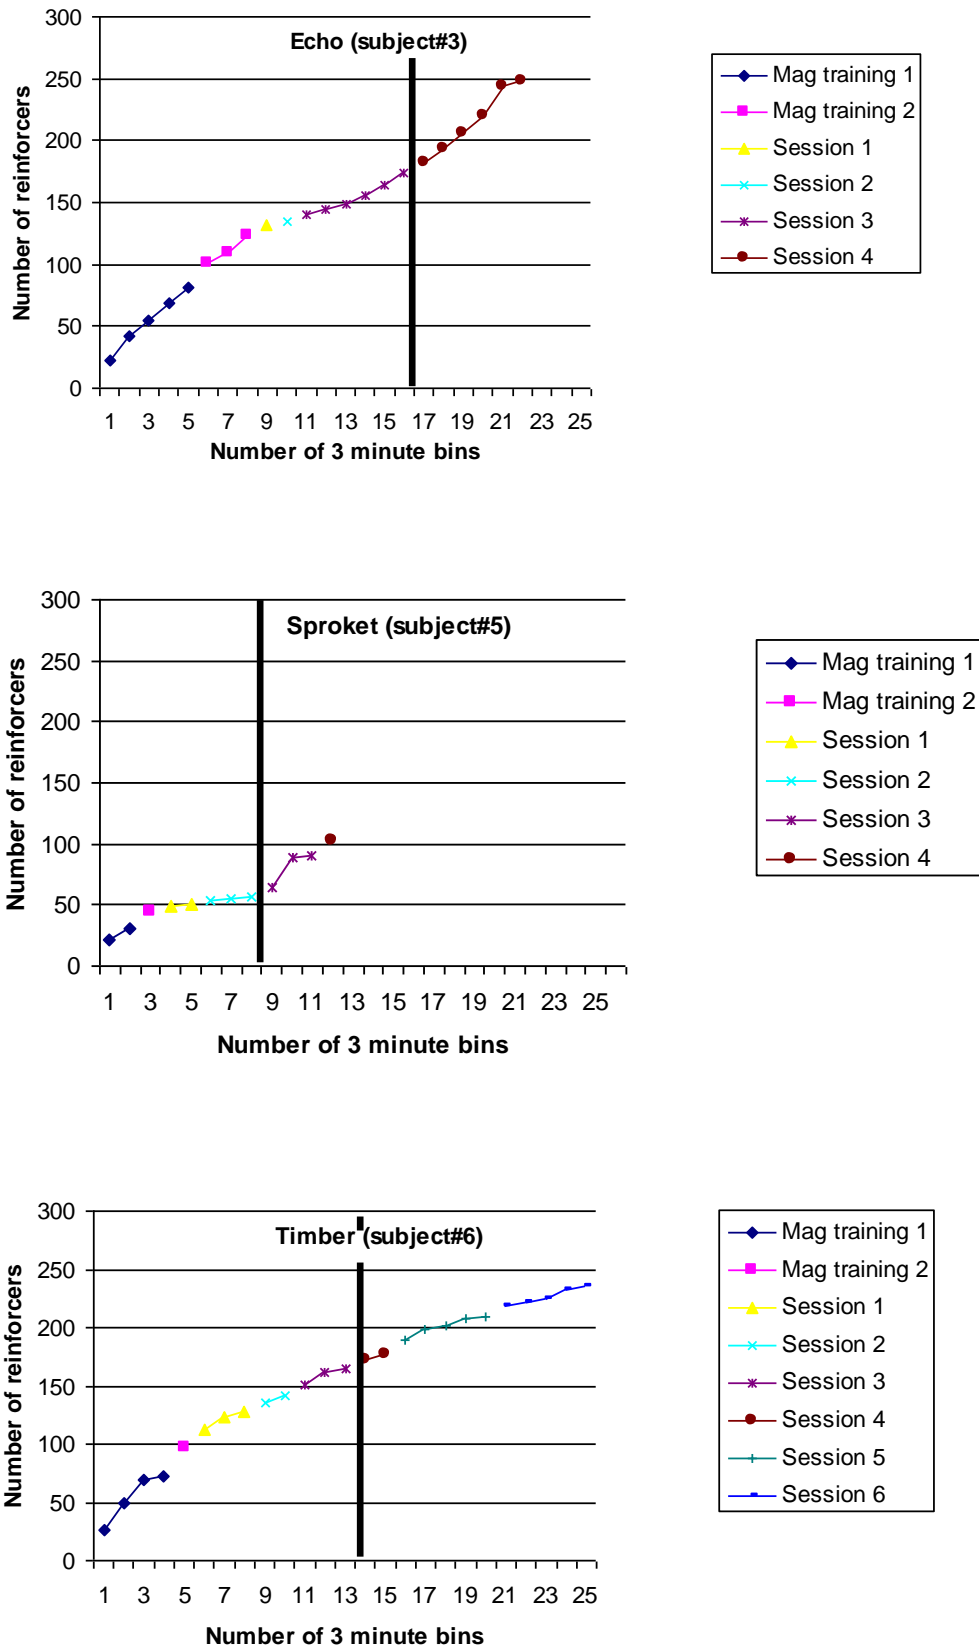 Echo (subject#3)
Number of reinforcers
300
250
200
150
100
50
0
1 3 5 7 9 11 13 15 17 19 21 23 25
Number of 3 minute bins
Mag training 1
Mag training 2
Session 1
Session 2
Session 3
Session 4
Sproket (subject#5)
Number of reinforcers
300
250
200
150
100
50
0
1 3 5 7 9 11 13 15 17 19 21 23 25
Number of 3 minute bins
Mag training 1
Mag training 2
Session 1
Session 2
Session 3
Session 4
Timber (subject#6)
Number of reinforcers
300
250
200
150
100
50
0
1 3 5 7 9 11 13 15 17 19 21 23 25
Number of 3 minute bins
Mag training 1
Mag training 2
Session 1
Session 2
Session 3
Session 4
Session 5
Session 6